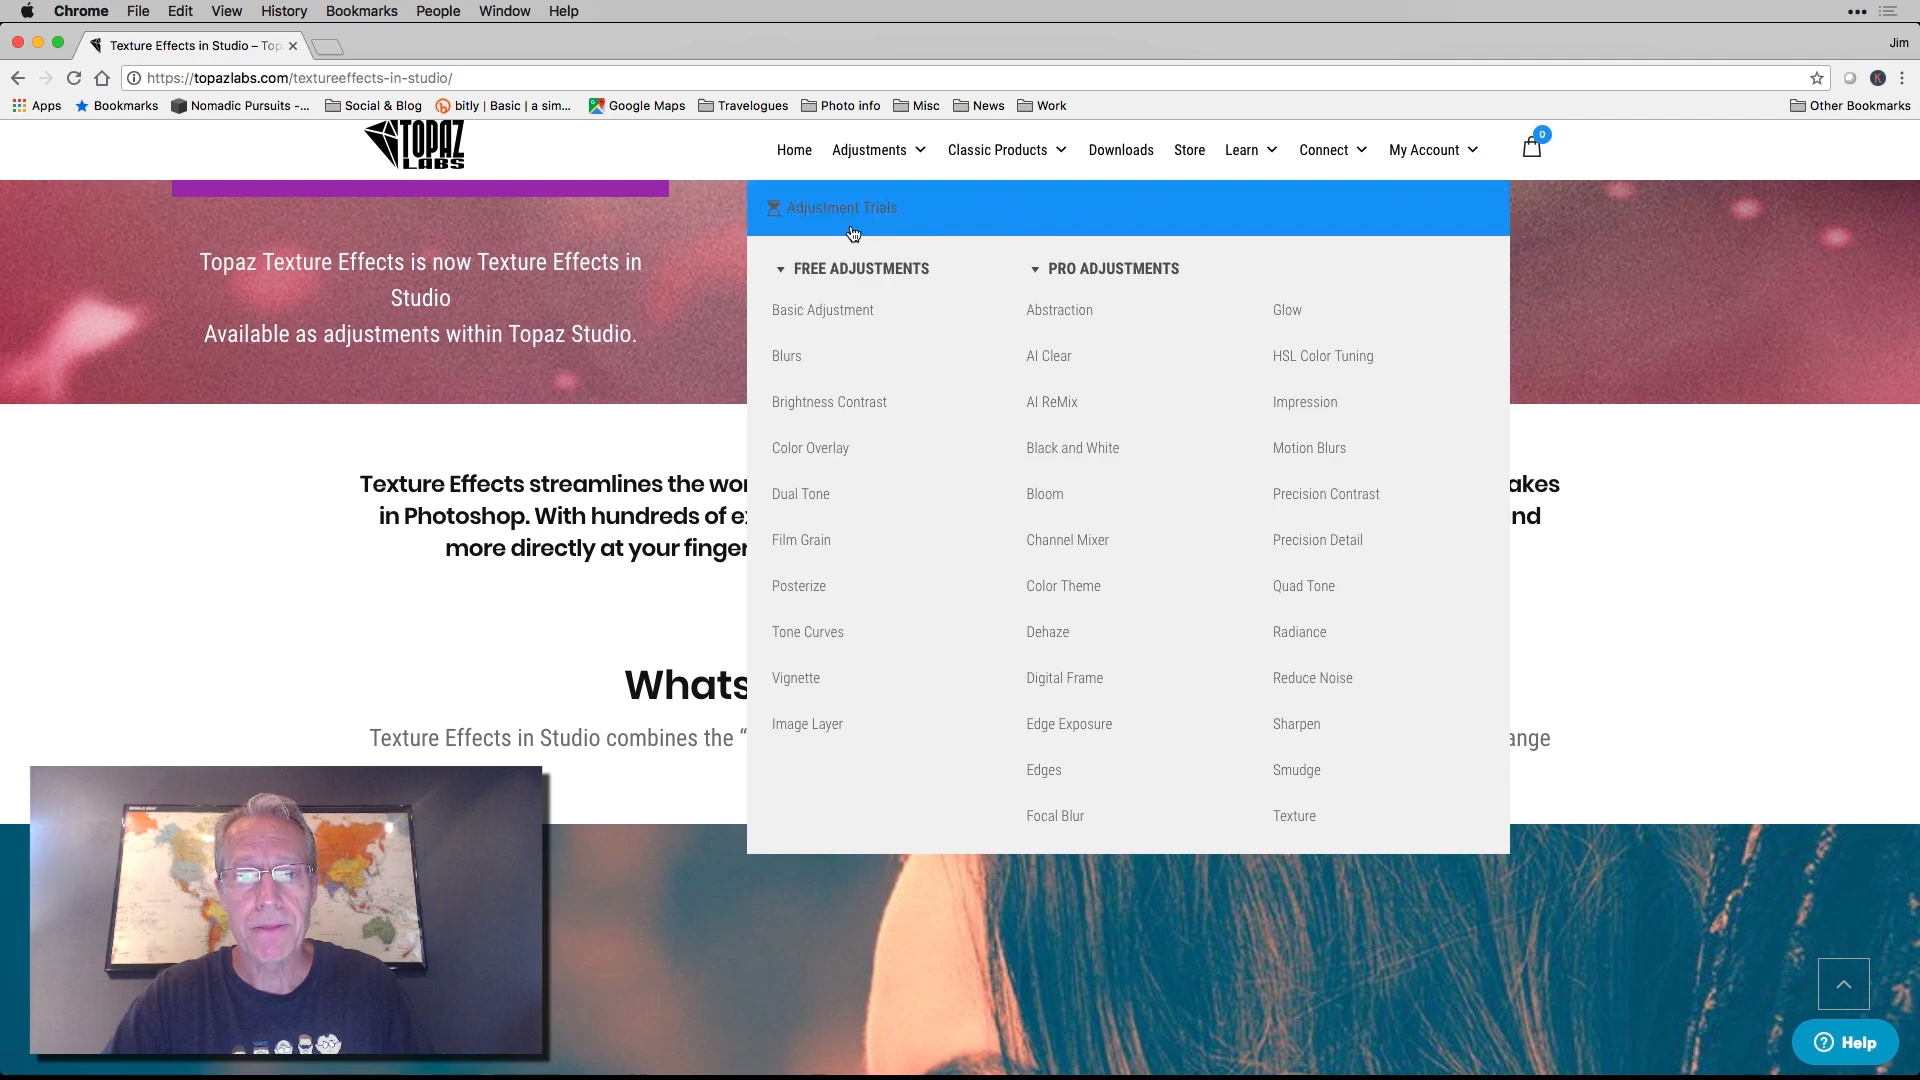 Chrome File Edit View History Bookmarks People Window Help
Texture Effects in Studio – Top
Jim
https://topazlabs.com/textureeffects-in-studio/
Apps Bookmarks Nomadic Pursuits -... Social & Blog bitly | Basic | a sim... Google Maps Travelogues Photo info Misc News Work Other Bookmarks
TOPAZ
LABS
Home Adjustments Classic Products Downloads Store Learn Connect My Account 0
Adjustment Trials
Topaz Texture Effects is now Texture Effects in
Studio
Available as adjustments within Topaz Studio.
FREE ADJUSTMENTS PRO ADJUSTMENTS
Basic Adjustment Abstraction Glow
Blurs AI Clear HSL Color Tuning
Brightness Contrast AI ReMix Impression
Color Overlay Black and White Motion Blurs
Dual Tone Bloom Precision Contrast
Film Grain Channel Mixer Precision Detail
Posterize Color Theme Quad Tone
Tone Curves Dehaze Radiance
Vignette Digital Frame Reduce Noise
Image Layer Edge Exposure Sharpen
Edges Smudge
Focal Blur Texture
Texture Effects streamlines the wor akes
in Photoshop. With hundreds of e nd
more directly at your finger
Whats
Texture Effects in Studio combines the “ ange
Help